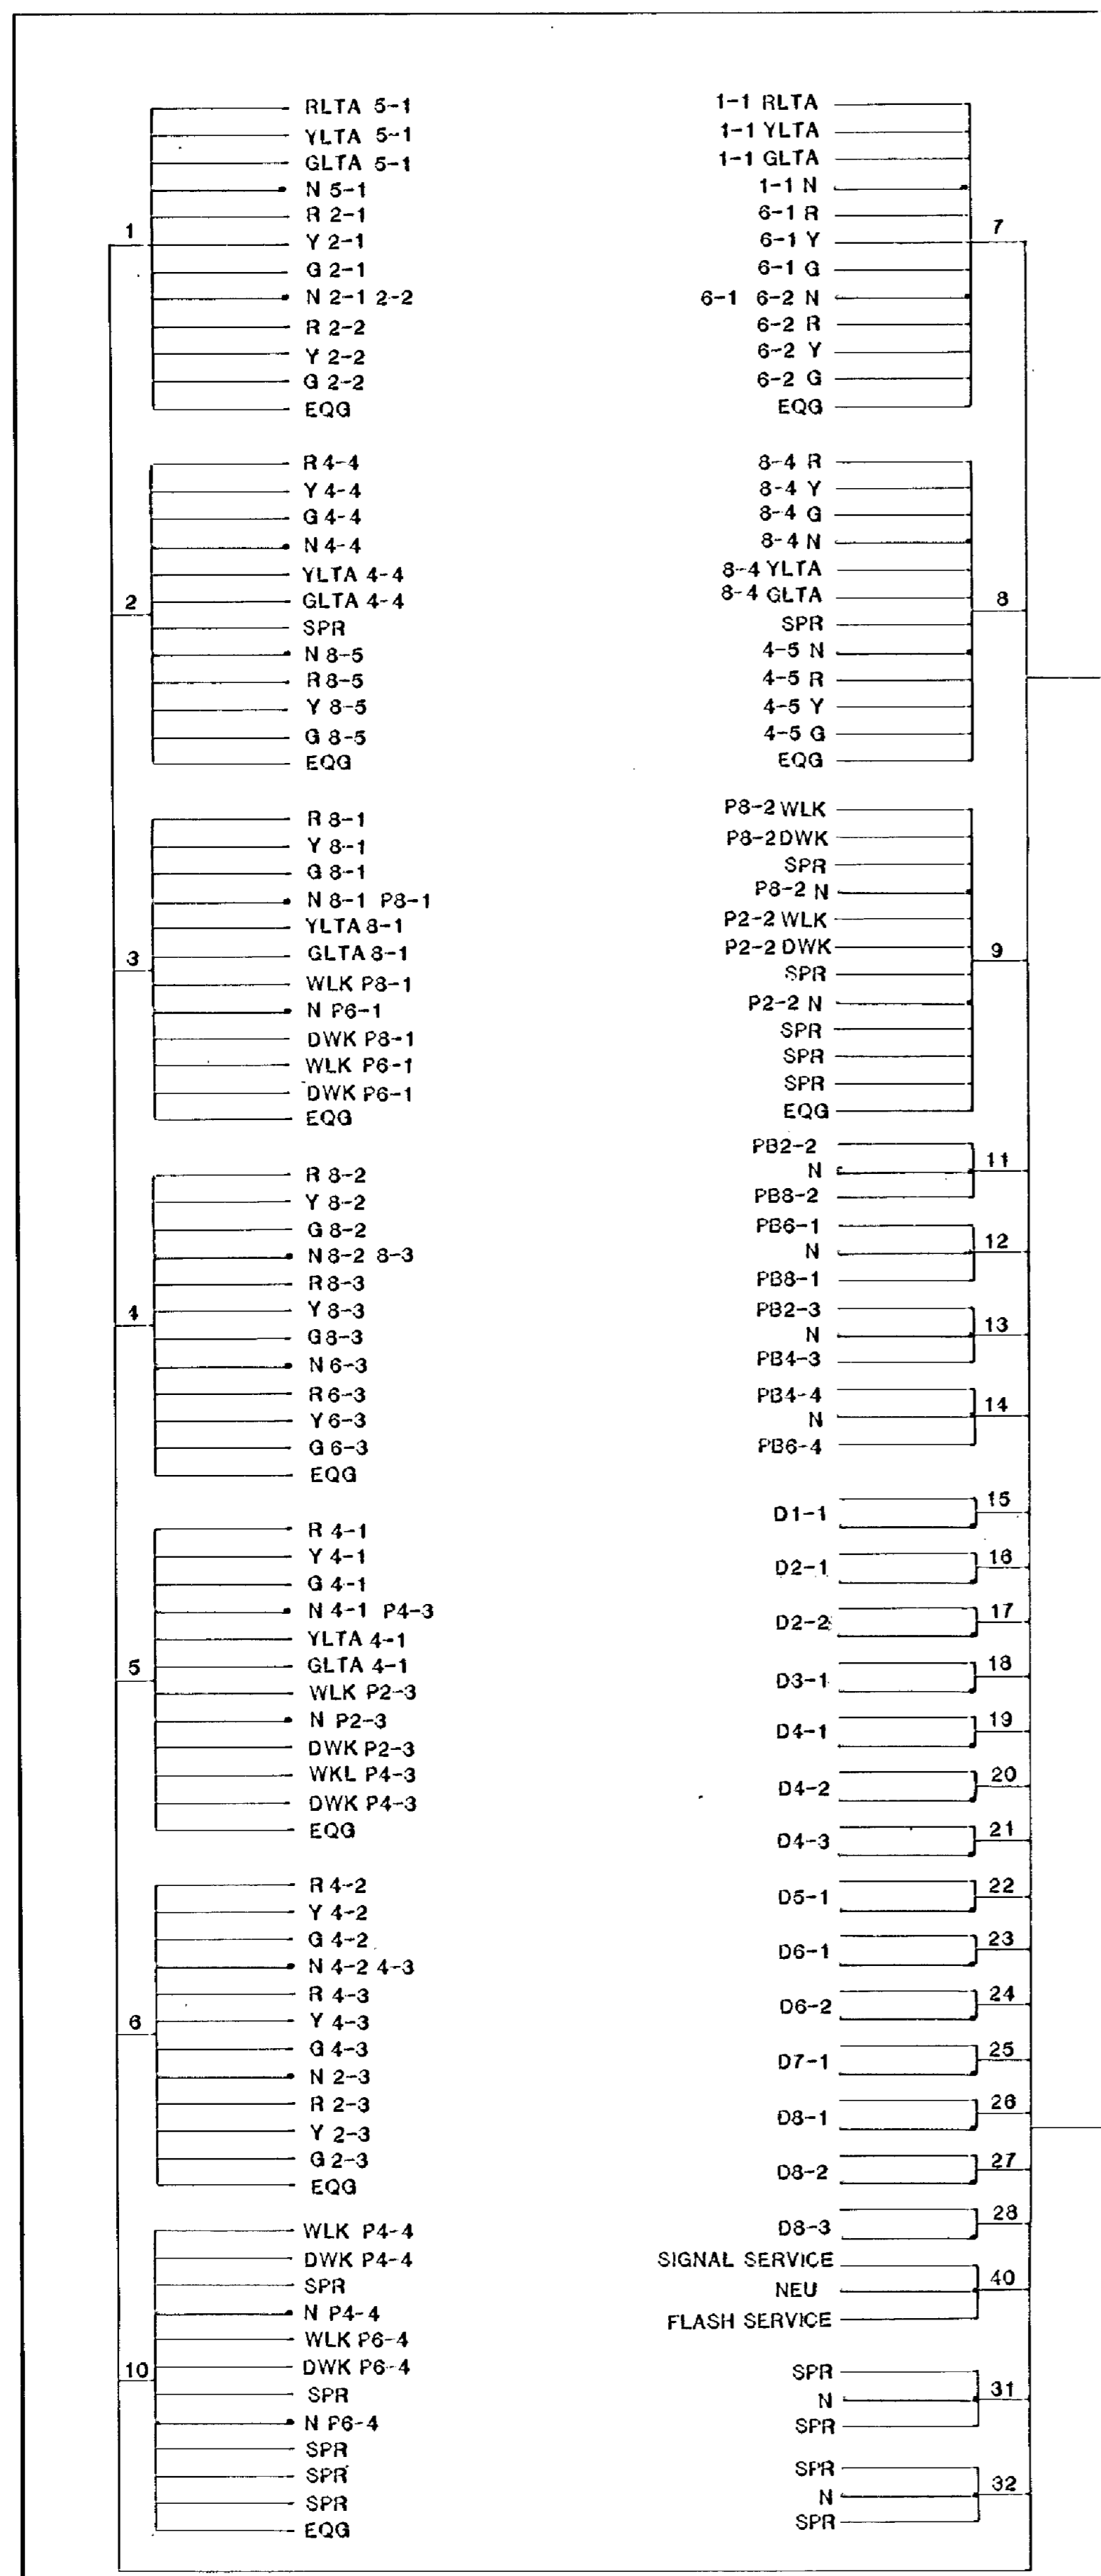 1
RLTA 5-1
YLTA 5-1
GLTA 5-1
N 5-1
R 2-1
Y 2-1
G 2-1
N 2-1 2-2
R 2-2
Y 2-2
G 2-2
EQG
2
R 4-4
Y 4-4
G 4-4
N 4-4
YLTA 4-4
GLTA 4-4
SPR
N 8-5
R 8-5
Y 8-5
G 8-5
EQG
3
R 8-1
Y 8-1
G 8-1
N 8-1 P8-1
YLTA 8-1
GLTA 8-1
WLK P8-1
N P6-1
DWK P8-1
WLK P6-1
DWK P6-1
EQG
4
R 8-2
Y 8-2
G 8-2
N 8-2 8-3
R 8-3
Y 8-3
G 8-3
N 6-3
R 6-3
Y 6-3
G 6-3
EQG
5
R 4-1
Y 4-1
G 4-1
N 4-1 P4-3
YLTA 4-1
GLTA 4-1
WLK P2-3
N P2-3
DWK P2-3
WKL P4-3
DWK P4-3
EQG
6
R 4-2
Y 4-2
G 4-2
N 4-2 4-3
R 4-3
Y 4-3
G 4-3
N 2-3
R 2-3
Y 2-3
G 2-3
EQG
10
WLK P4-4
DWK P4-4
SPR
N P4-4
WLK P6-4
DWK P6-4
SPR
N P6-4
SPR
SPR
SPR
EQG
1-1 RLTA
1-1 YLTA
1-1 GLTA
1-1 N
6-1 R
6-1 Y
6-1 G
6-1 6-2 N
6-2 R
6-2 Y
6-2 G
EQG
7
8-4 R
8-4 Y
8-4 G
8-4 N
8-4 YLTA
8-4 GLTA
SPR
4-5 N
4-5 R
4-5 Y
4-5 G
EQG
8
P8-2 WLK
P8-2 DWK
SPR
P8-2 N
P2-2 WLK
P2-2 DWK
SPR
P2-2 N
SPR
SPR
SPR
EQG
9
PB2-2
N
PB8-2
11
PB6-1
N
PB8-1
12
PB2-3
N
PB4-3
13
PB4-4
N
PB6-4
14
D1-1 15
D2-1 16
D2-2 17
D3-1 18
D4-1 19
D4-2 20
D4-3 21
D5-1 22
D6-1 23
D6-2 24
D7-1 25
D8-1 26
D8-2 27
D8-3 28
SIGNAL SERVICE
NEU
FLASH SERVICE
40
SPR
N
SPR
31
SPR
N
SPR
32